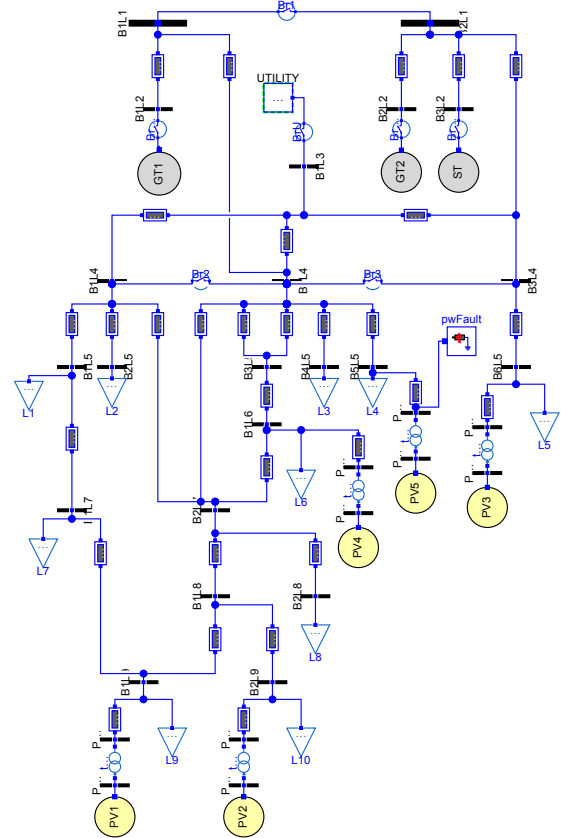 Br1
B1L1
B2L1
UTILITY
...
B1L2
B2L2
B3L2
GT1
B1L3
GT2
ST
B1L4
Br2
Br3
B3L4
pwFault
B1L5
B2L5
B4L5
B5L5
B6L5
L1
...
L2
...
L3
...
L4
...
L5
...
B1L6
P...
P...
P...
P...
L6
...
P...
P...
PV5
PV3
PV4
L7
...
B1L8
B2L8
L8
...
B2L9
L9
...
L10
...
P...
P...
P...
P...
PV1
PV2